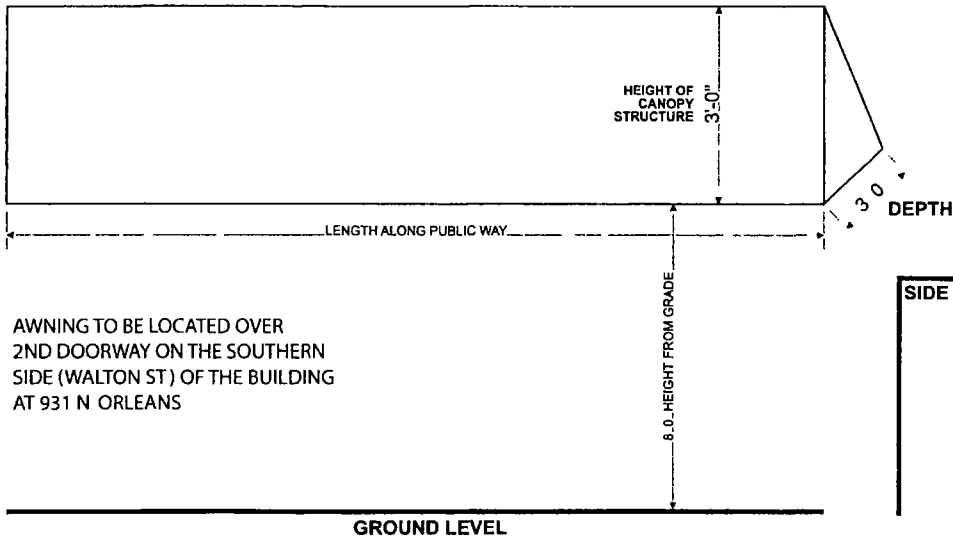 HEIGHT OF
CANOPY
STRUCTURE
3'-0"
3 0
DEPTH
LENGTH ALONG PUBLIC WAY
8.0. HEIGHT FROM GRADE
SIDE
AWNING TO BE LOCATED OVER
2ND DOORWAY ON THE SOUTHERN
SIDE (WALTON ST) OF THE BUILDING
AT 931 N ORLEANS
GROUND LEVEL